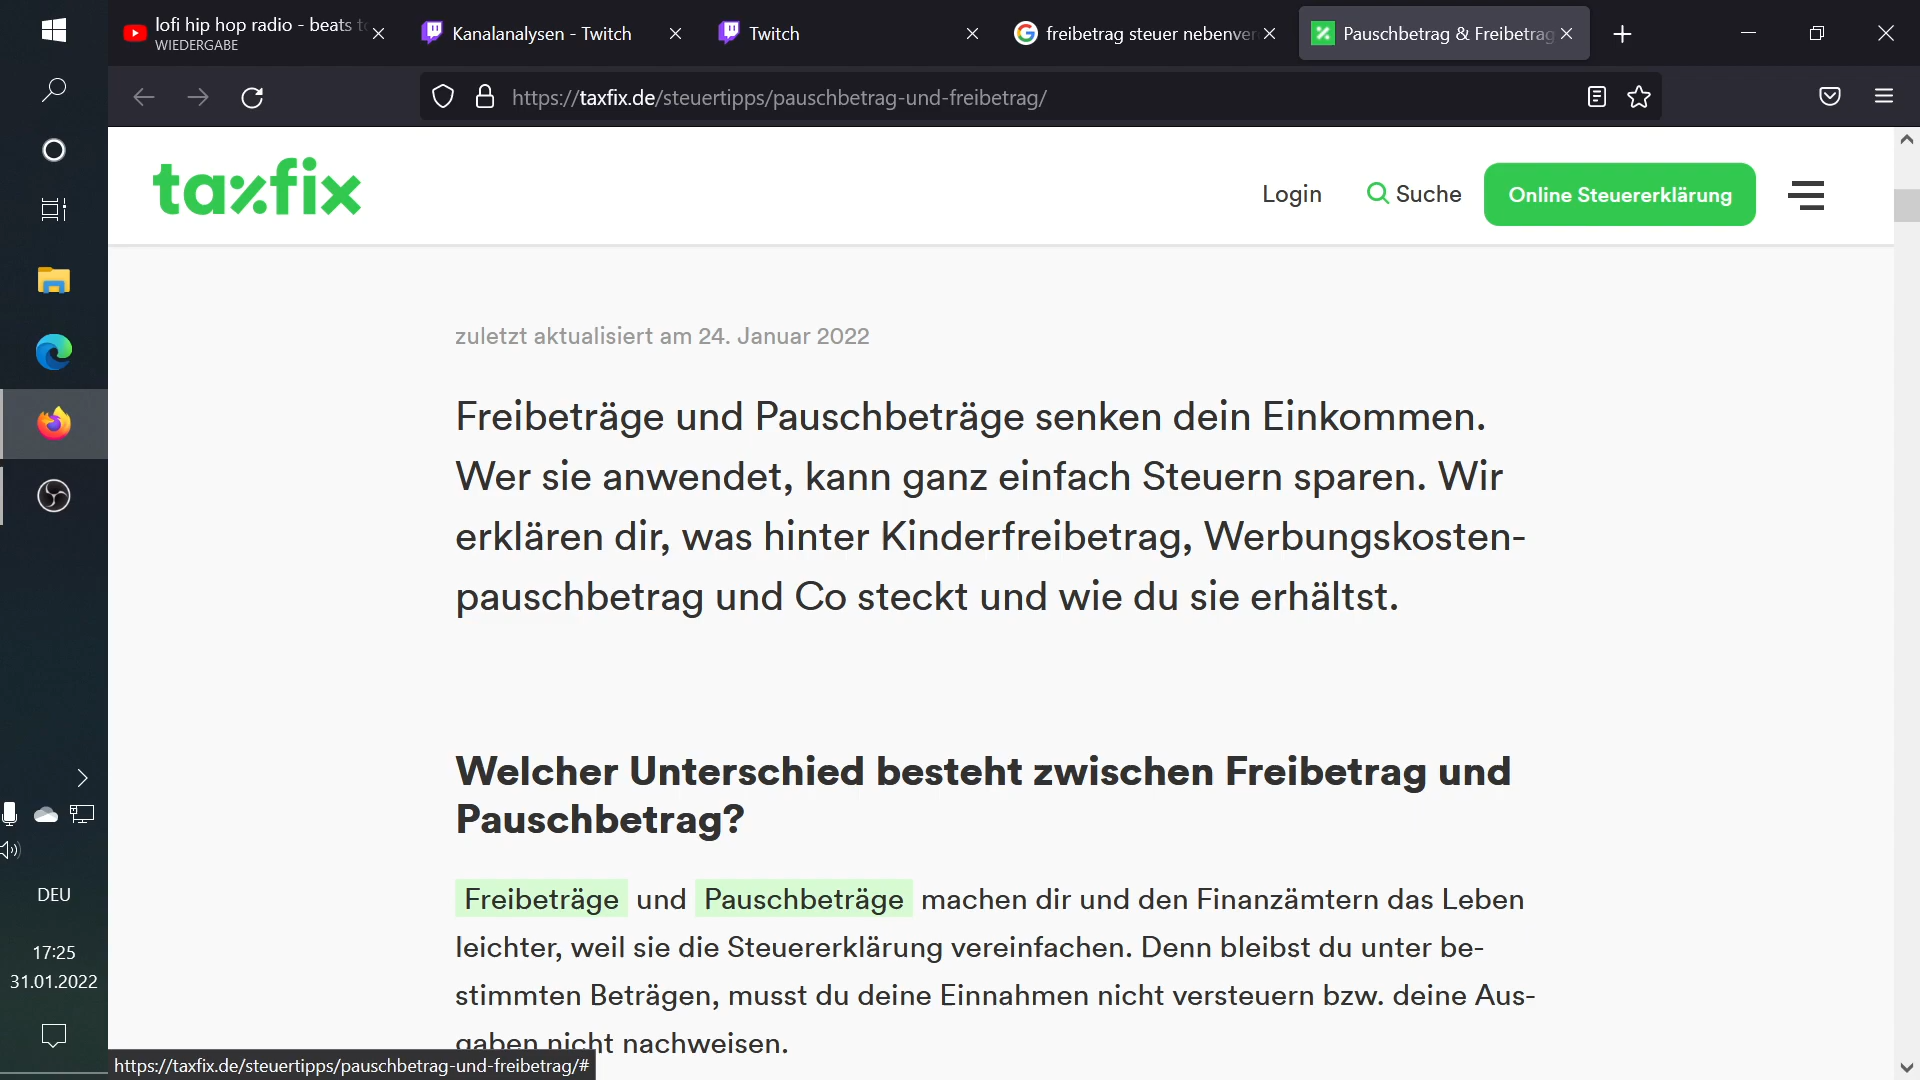 lofi hip hop radio - beats t
WIEDERGABE
Kanalanalysen - Twitch
Twitch
freibetrag steuer nebenver
Pauschbetrag & Freibetrag
https://taxfix.de/steuertipps/pauschbetrag-und-freibetrag/
taxfix
Login
Suche
Online Steuererklärung
zuletzt aktualisiert am 24. Januar 2022
Freibeträge und Pauschbeträge senken dein Einkommen.
Wer sie anwendet, kann ganz einfach Steuern sparen. Wir
erklären dir, was hinter Kinderfreibetrag, Werbungskosten-
pauschbetrag und Co steckt und wie du sie erhältst.
Welcher Unterschied besteht zwischen Freibetrag und
Pauschbetrag?
Freibeträge und Pauschbeträge machen dir und den Finanzämtern das Leben
leichter, weil sie die Steuererklärung vereinfachen. Denn bleibst du unter be-
stimmten Beträgen, musst du deine Einnahmen nicht versteuern bzw. deine Aus-
gaben nicht nachweisen.
https://taxfix.de/steuertipps/pauschbetrag-und-freibetrag/#
DEU
17:25
31.01.2022